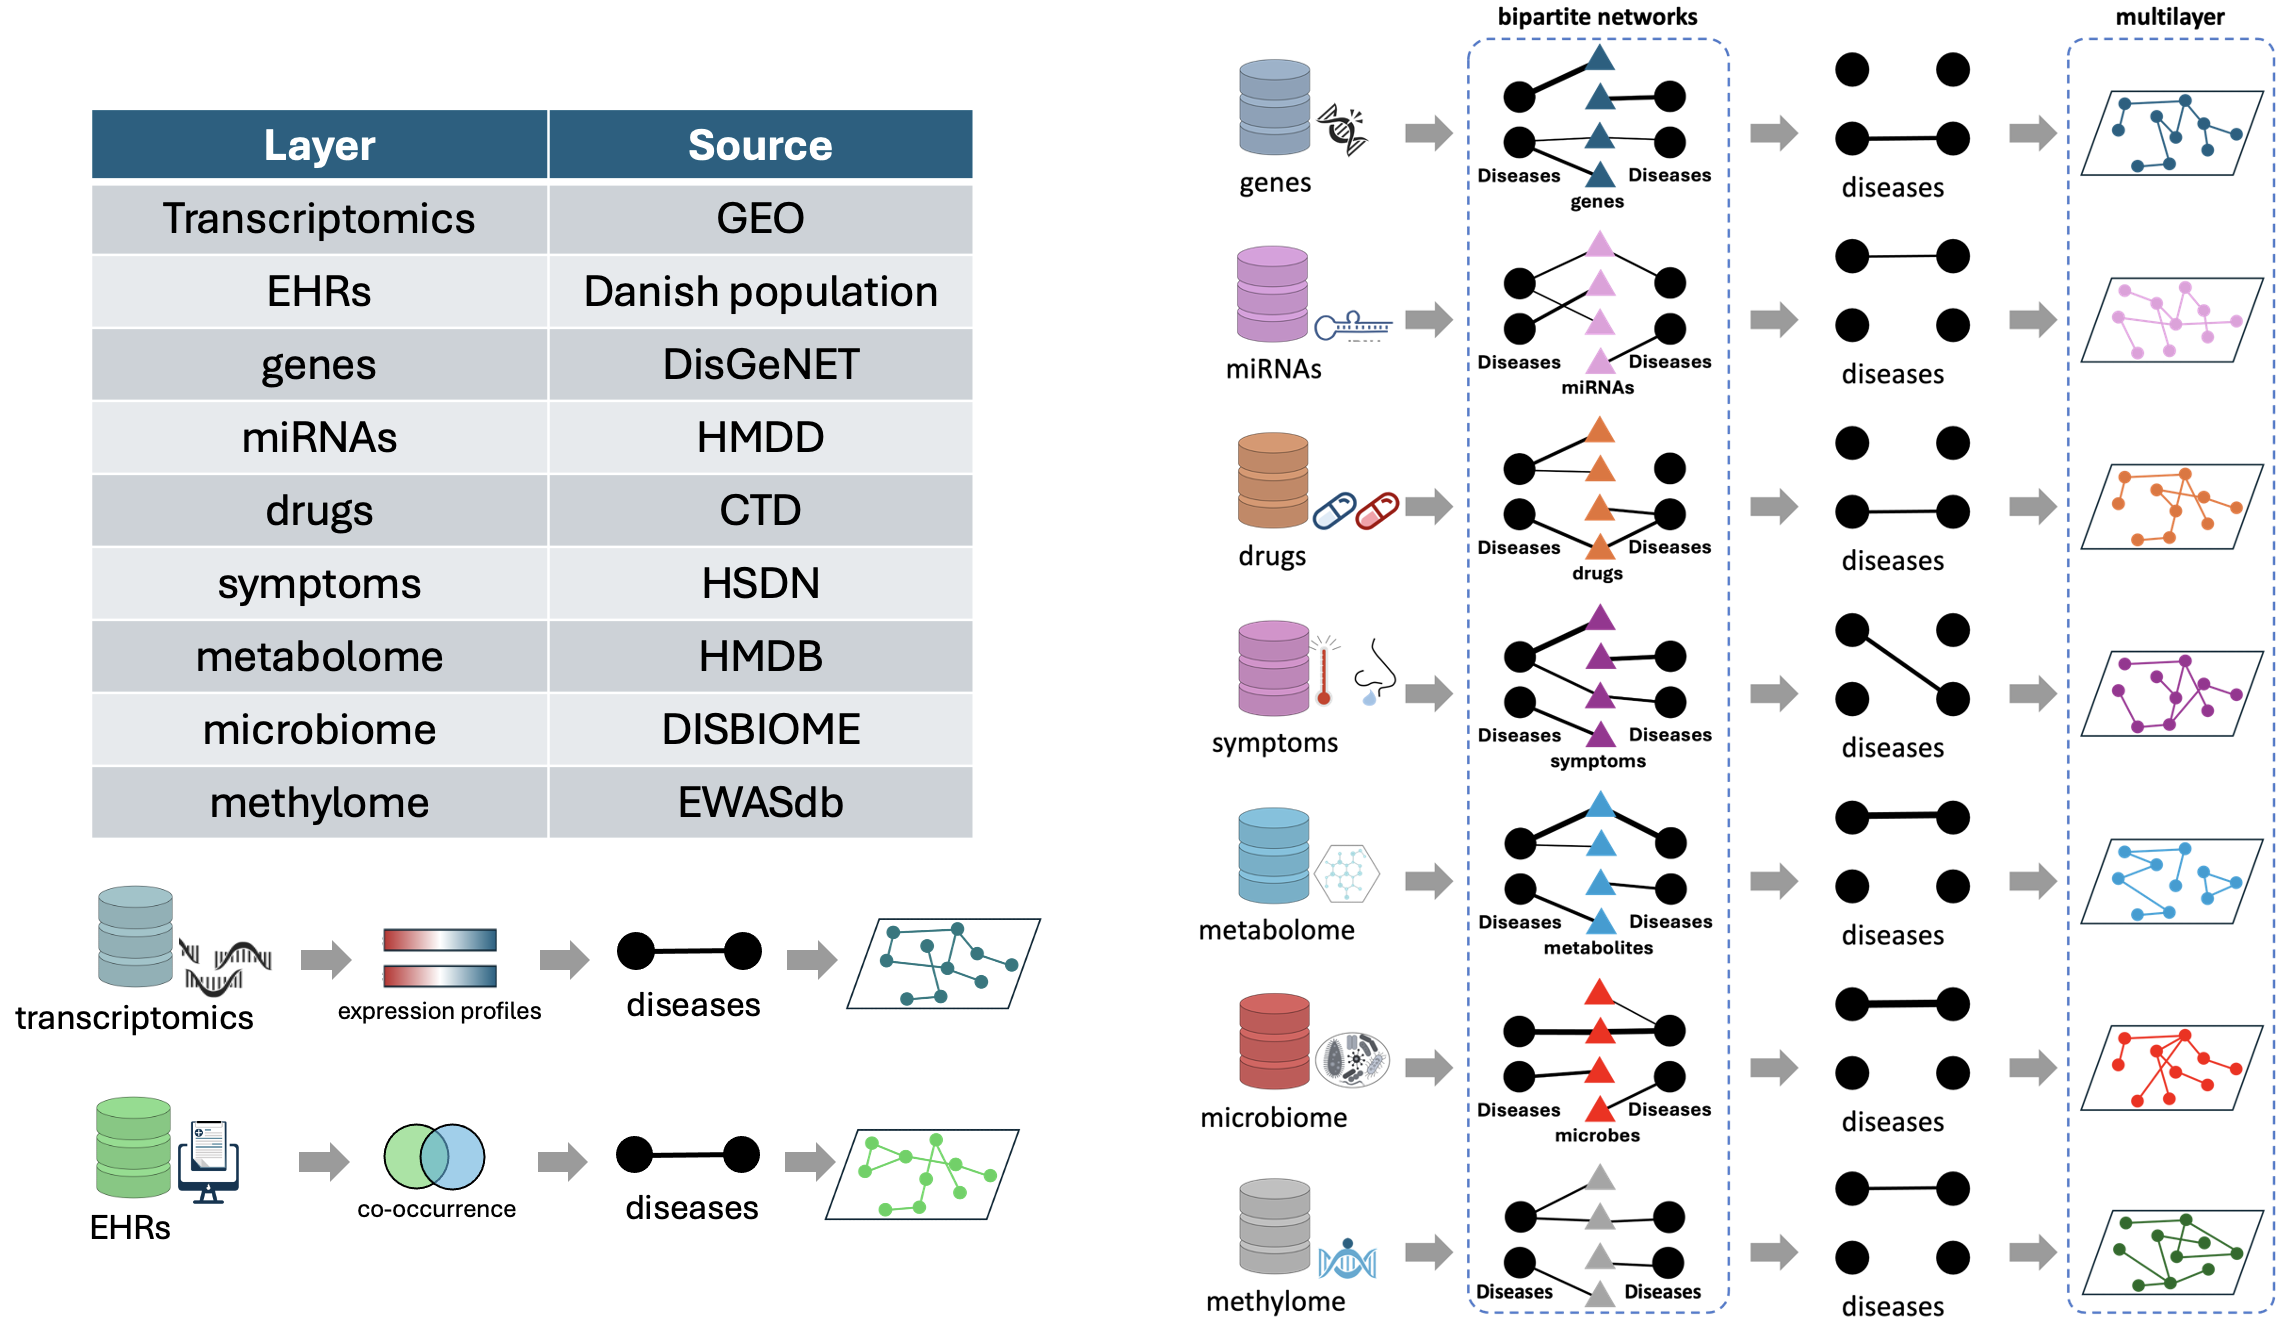 Layer Source
Transcriptomics GEO
EHRs Danish population
genes DisGeNET
miRNAs HMDD
drugs CTD
symptoms HSDN
metabolome HMDB
microbiome DISBIOME
methylome EWASdb
transcriptomics
expression profiles
diseases
EHRs
co-occurrence
diseases
bipartite networks
multilayer
genes
Diseases
Diseases
genes
diseases
miRNAs
Diseases
Diseases
miRNAs
diseases
drugs
Diseases
Diseases
drugs
diseases
symptoms
Diseases
Diseases
symptoms
diseases
metabolome
Diseases
Diseases
metabolites
diseases
microbiome
Diseases
Diseases
microbes
diseases
methylome
Diseases
Diseases
diseases